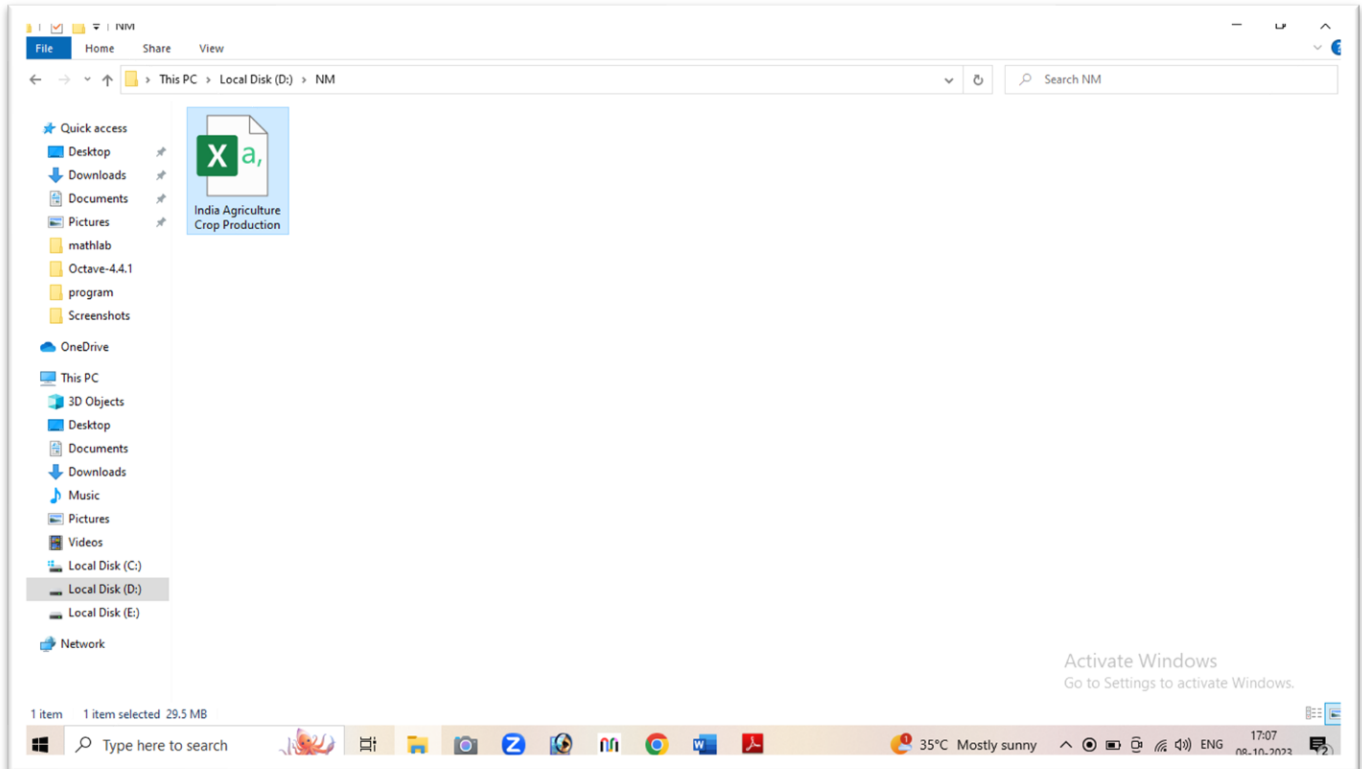 NM
File Home Share View
This PC Local Disk (D:) NM
Search NM
Quick access
Desktop
Downloads
Documents
Pictures
mathlab
Octave-4.4.1
program
Screenshots
OneDrive
This PC
3D Objects
Desktop
Documents
Downloads
Music
Pictures
Videos
Local Disk (C:)
Local Disk (D:)
Local Disk (E:)
Network
X a,
India Agriculture
Crop Production
Activate Windows
Go to Settings to activate Windows.
1 item 1 item selected 29.5 MB
Type here to search
35°C Mostly sunny
ENG
17:07
08-10-2023